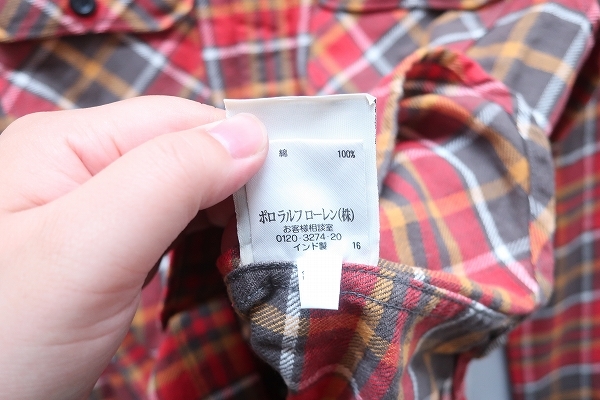 綿 100%
ポロ ラルフ ローレン(株)
お客様相談室
0120-3274-20
インド製 16